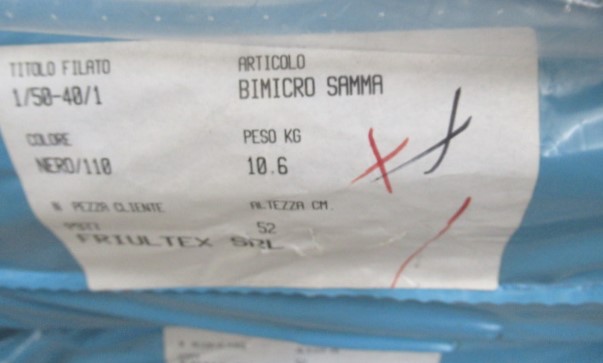 TITOLO FILATO
1/50-40/1
ARTICOLO
BIMICRO SAMMA
COLORE
NERO/110
PESO KG
10.6
N PEZZA CLIENTE
ALTEZZA CM.
52
FRIULTEX SRL